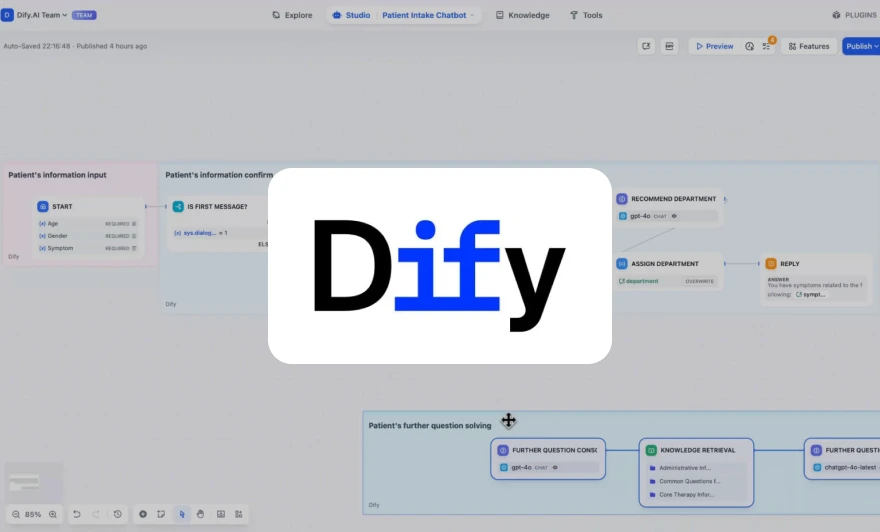 Dify.AI Team
TEAM
Explore
Studio
Patient Intake Chatbot
Knowledge
Tools
PLUGINS
Auto-Saved 22:16:48 · Published 4 hours ago
Preview
4
Features
Publish
Patient's information input
START
Age REQUIRED
Gender REQUIRED
Symptom REQUIRED
Dify
Patient's information confirm
IS FIRST MESSAGE?
{x} sys.dialog... = 1
ELS
Dify
RECOMMEND DEPARTMENT
gpt-4o CHAT
ASSIGN DEPARTMENT
department OVERWRITE
REPLY
ANSWER
You have symptoms related to the f
ollowing: sympt...
Dify
Patient's further question solving
FURTHER QUESTION CONS
gpt-4o CHAT
KNOWLEDGE RETRIEVAL
Administrative Inf...
Common Questions f...
Core Therapy Infor...
FURTHER QUESTI
chatgpt-4o-latest
Dify
85%